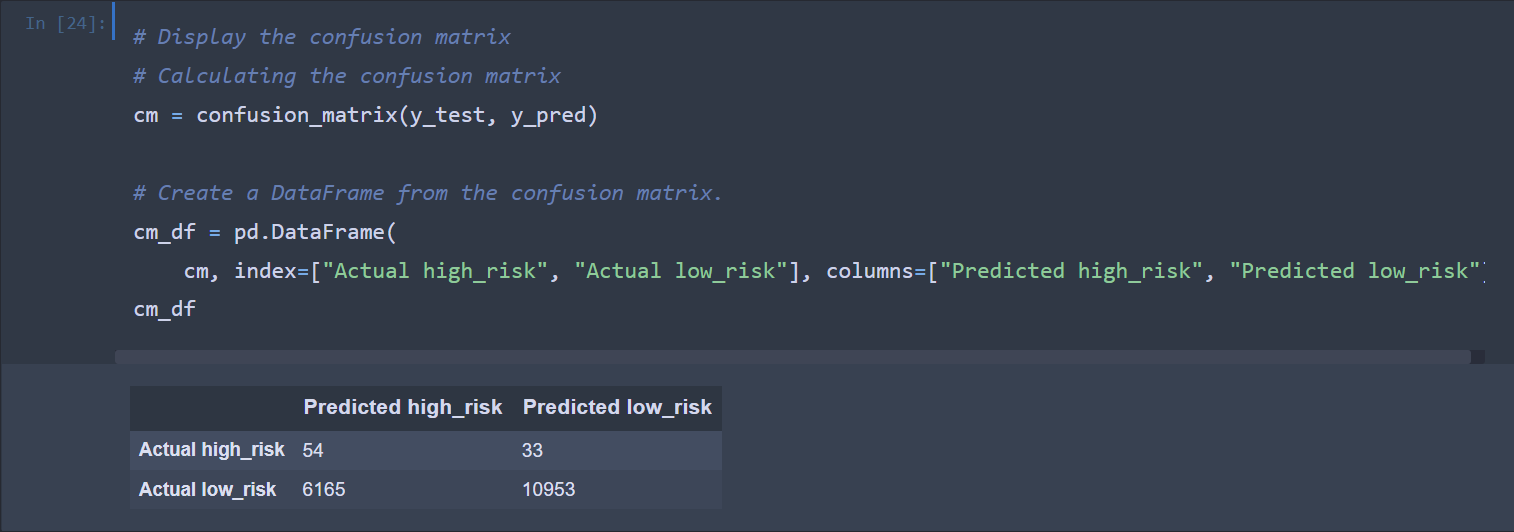 In [24]:
# Display the confusion matrix
# Calculating the confusion matrix
cm = confusion_matrix(y_test, y_pred)
# Create a DataFrame from the confusion matrix.
cm_df = pd.DataFrame(
cm, index=["Actual high_risk", "Actual low_risk"], columns=["Predicted high_risk", "Predicted low_risk"]
cm_df
Predicted high_risk Predicted low_risk
Actual high_risk 54 33
Actual low_risk 6165 10953